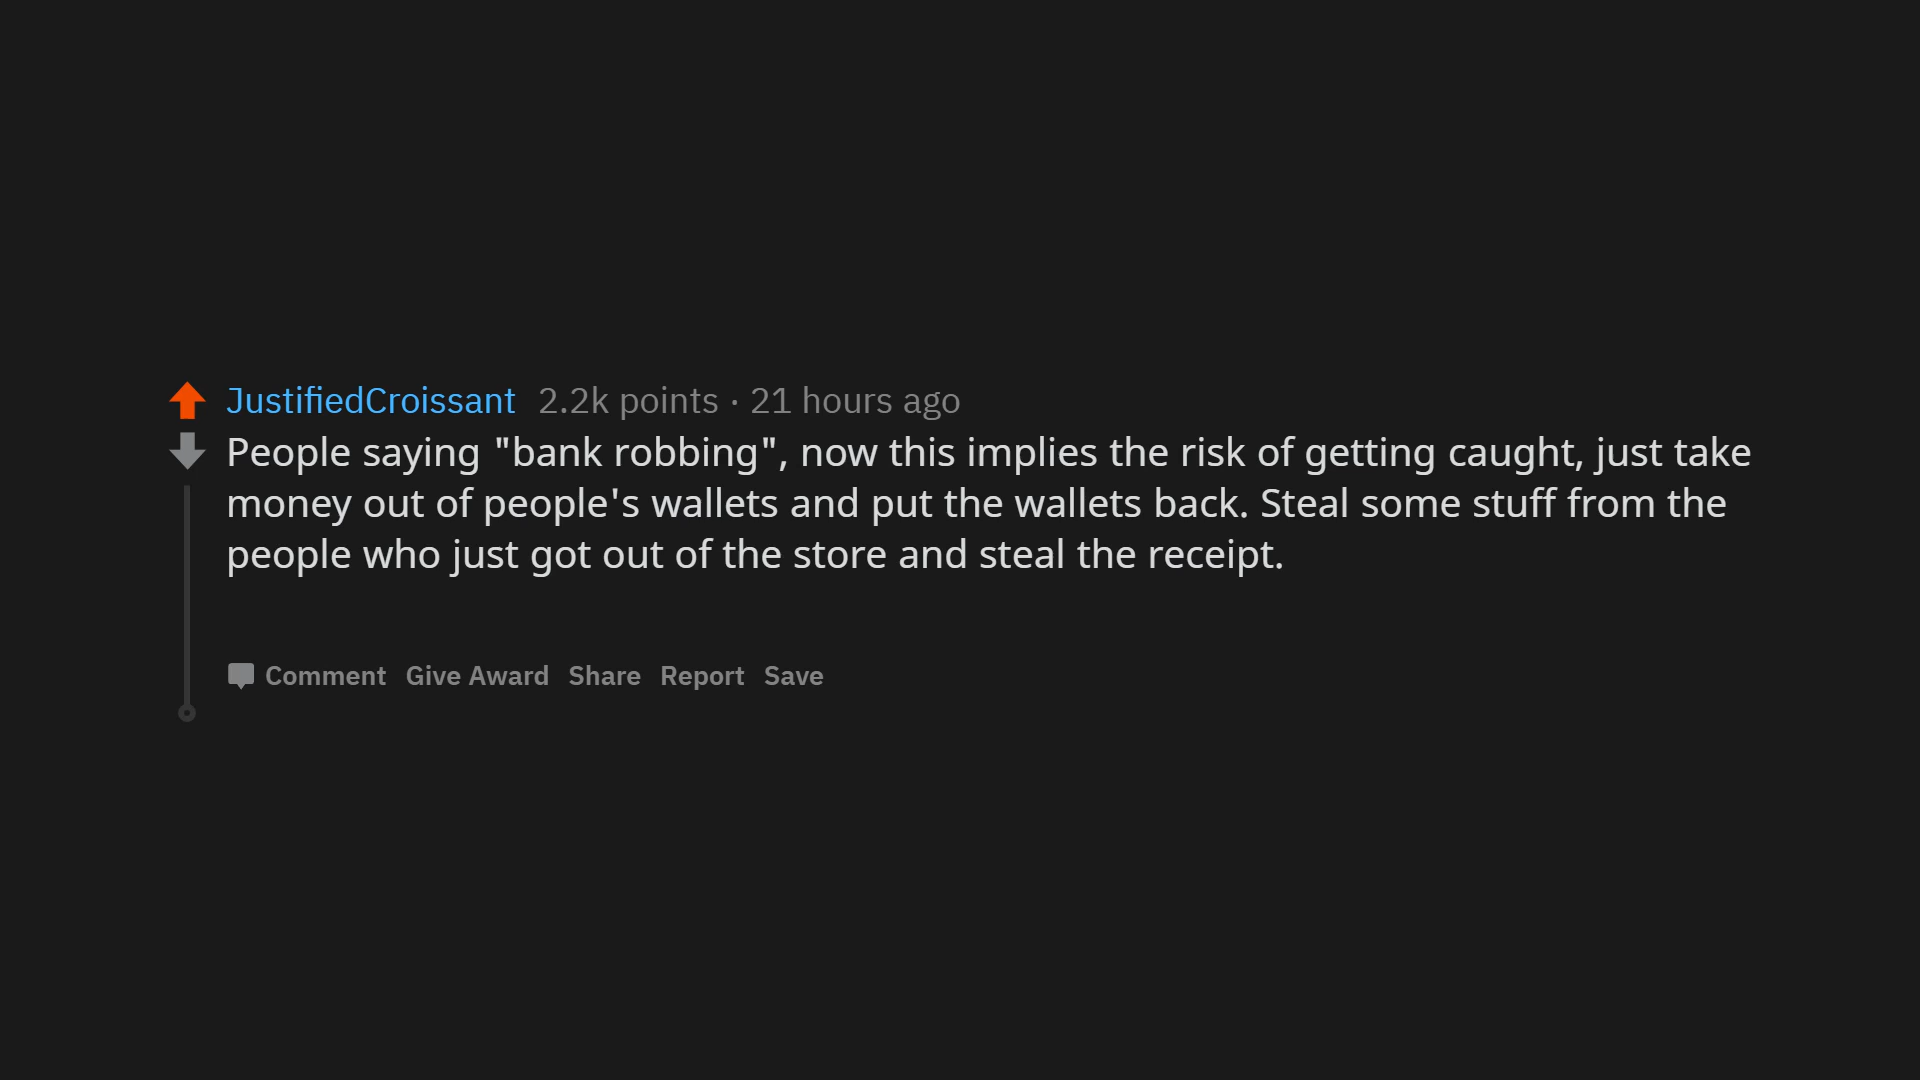 JustifiedCroissant 2.2k points · 21 hours ago
People saying "bank robbing", now this implies the risk of getting caught, just take
money out of people's wallets and put the wallets back. Steal some stuff from the
people who just got out of the store and steal the receipt.
Comment Give Award Share Report Save